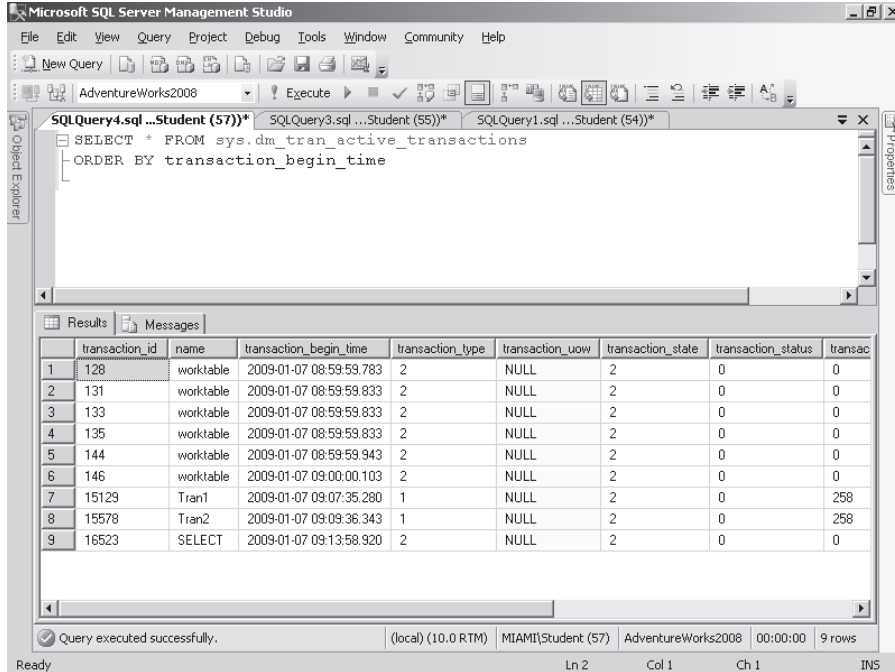 Microsoft SQL Server Management Studio
File Edit View Query Project Debug Tools Window Community Help
New Query
AdventureWorks2008 Execute
SQLQuery4.sql ...Student (57))* SQLQuery3.sql ...Student (55))* SQLQuery1.sql ...Student (54))*
Object Explorer
Properties
SELECT * FROM sys.dm_tran_active_transactions
ORDER BY transaction_begin_time
Results Messages
transaction_id name transaction_begin_time transaction_type transaction_uow transaction_state transaction_status transac
1 128 worktable 2009-01-07 08:59:59.783 2 NULL 2 0 0
2 131 worktable 2009-01-07 08:59:59.833 2 NULL 2 0 0
3 133 worktable 2009-01-07 08:59:59.833 2 NULL 2 0 0
4 135 worktable 2009-01-07 08:59:59.833 2 NULL 2 0 0
5 144 worktable 2009-01-07 08:59:59.943 2 NULL 2 0 0
6 146 worktable 2009-01-07 09:00:00.103 2 NULL 2 0 0
7 15129 Tran1 2009-01-07 09:07:35.280 1 NULL 2 0 258
8 15578 Tran2 2009-01-07 09:09:36.343 1 NULL 2 0 258
9 16523 SELECT 2009-01-07 09:13:58.920 2 NULL 2 0 0
Query executed successfully. (local) (10.0 RTM) MIAMI\Student (57) AdventureWorks2008 00:00:00 9 rows
Ready Ln 2 Col 1 Ch 1 INS